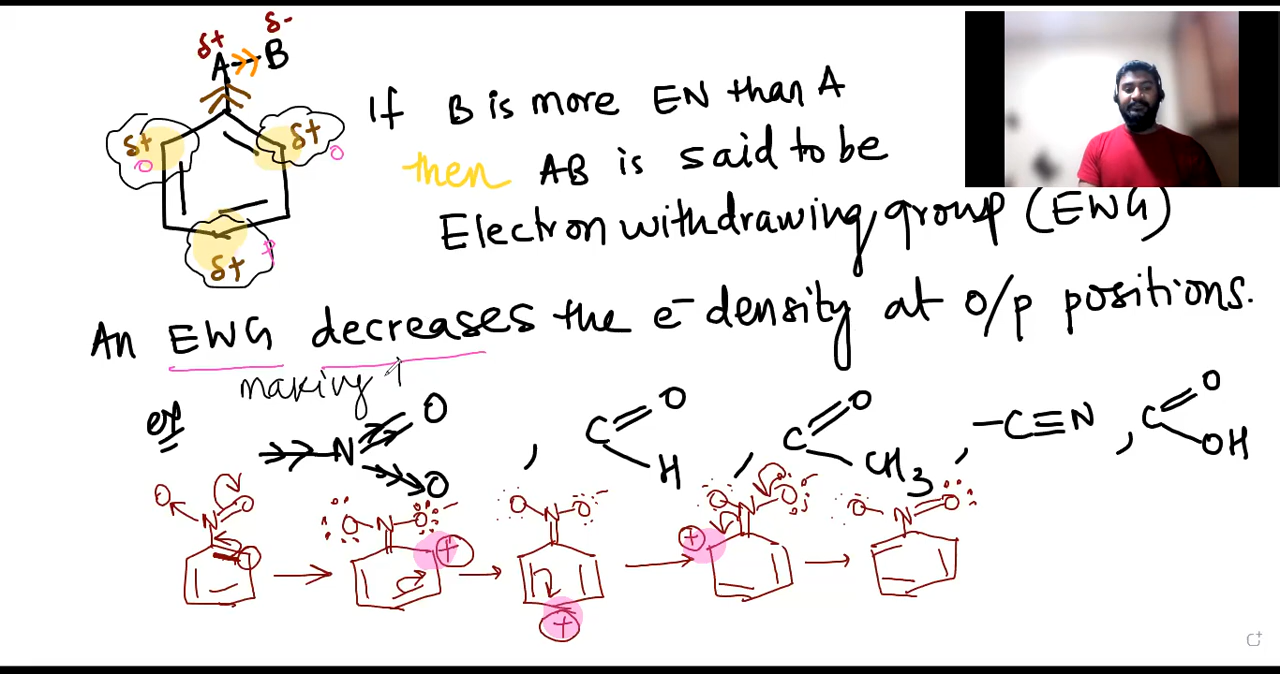 δ+ δ-
A B
If B is more EN than A
δ+ δ+
o o
then AB is said to be
Electron withdrawing group (EWG)
δ+ p
An EWG decreases the e- density at o/p positions.
making
ex
N O O , C O H , C O CH3 , -C≡N , C O OH
O N O
O N O +
O N O +
+ O N O -
O N O